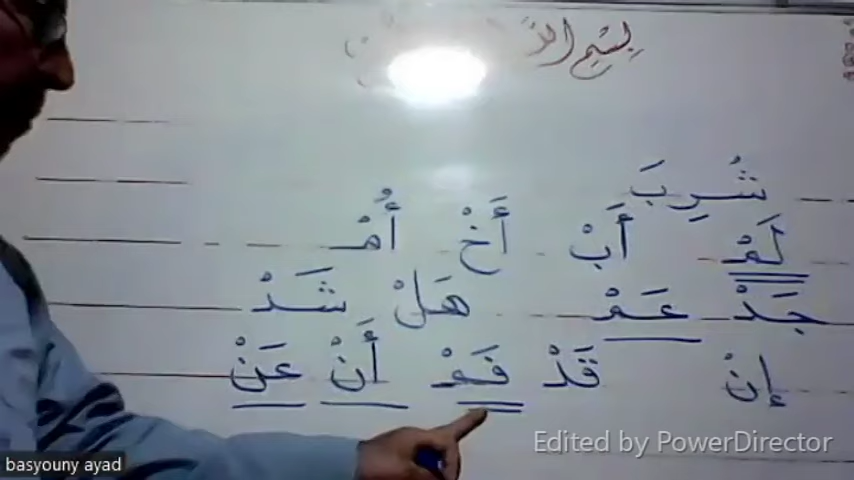 بِسْمِ
شُرِبَ
لَمْ أَبْ أَخْ أُمْ
جَدْ عَمْ هَلْ شَدْ
إِنْ قَدْ فَمْ أَنْ عَنْ
Edited by PowerDirector
basyouny ayad